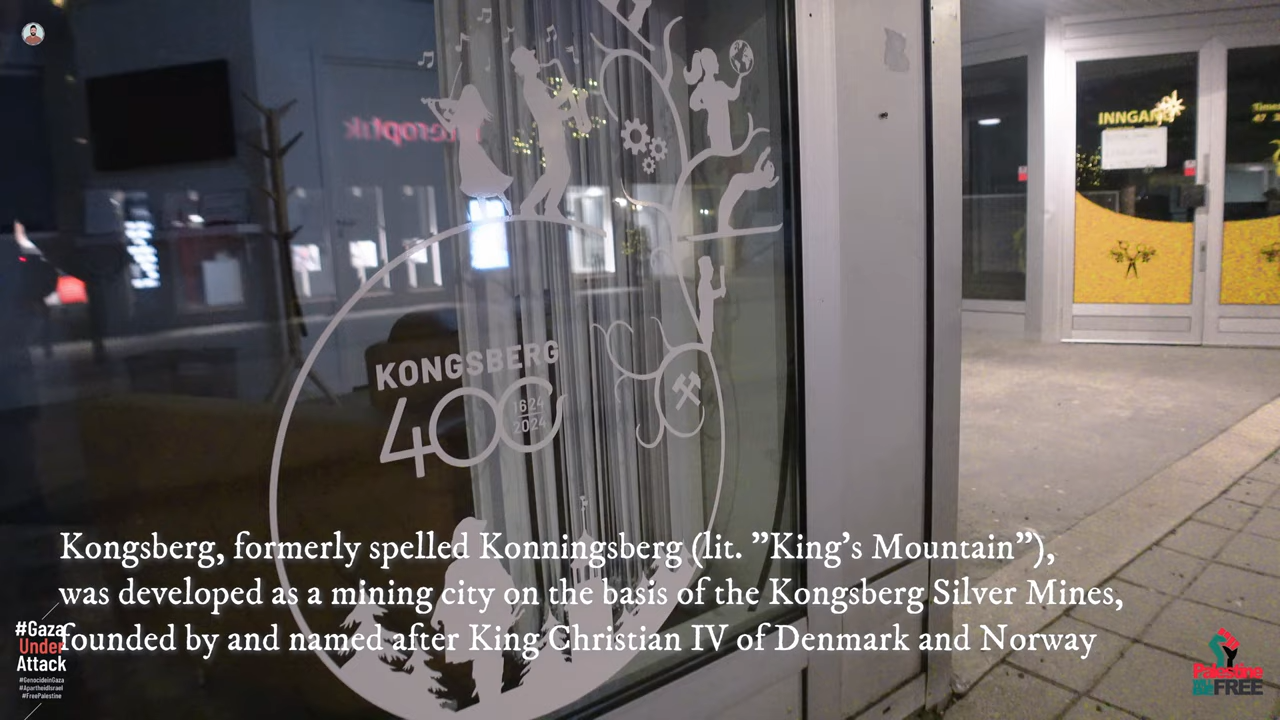 interoptik
INNGANG
KONGSBERG
400
1624
2024
Kongsberg, formerly spelled Konningsberg (lit. "King's Mountain"),
was developed as a mining city on the basis of the Kongsberg Silver Mines,
founded by and named after King Christian IV of Denmark and Norway
#Gaza
Under
Attack
#GenocideinGaza
#ApartheidIsrael
#FreePalestine
Palestine
FREE